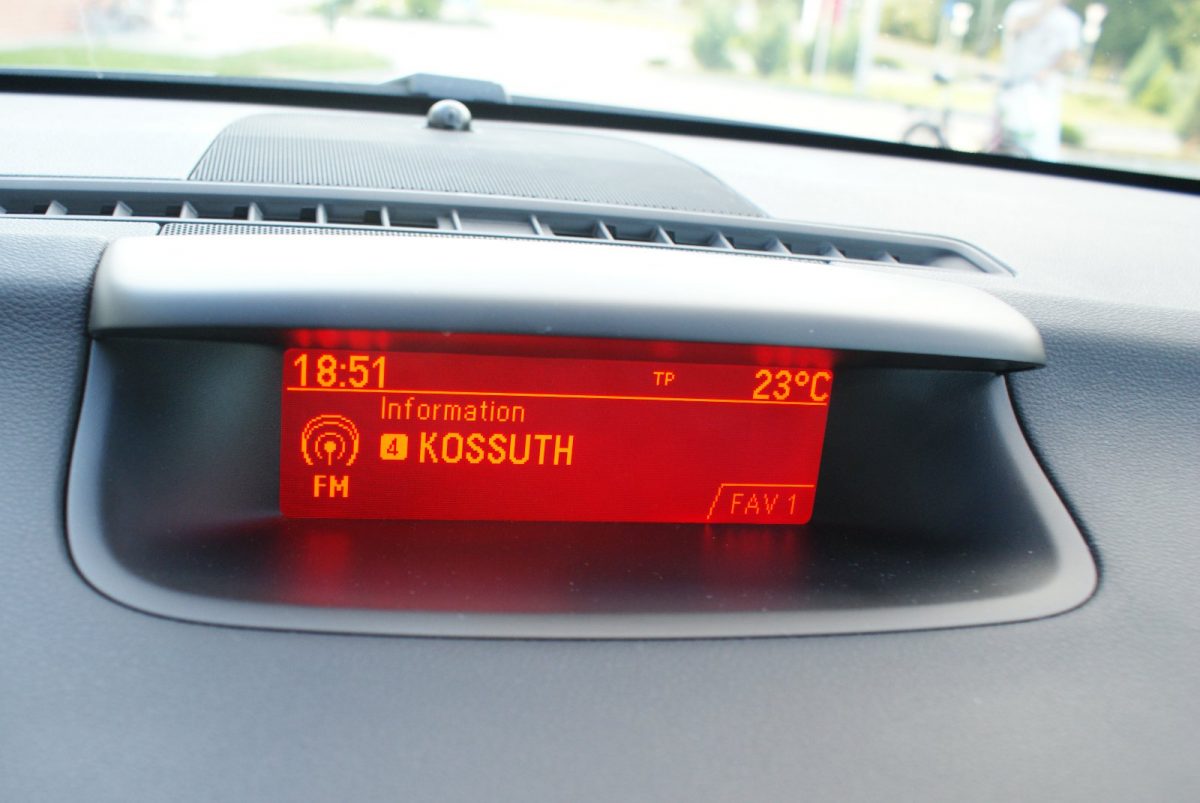 18:51 TP 23°C
Information
4 KOSSUTH
FM
FAV 1